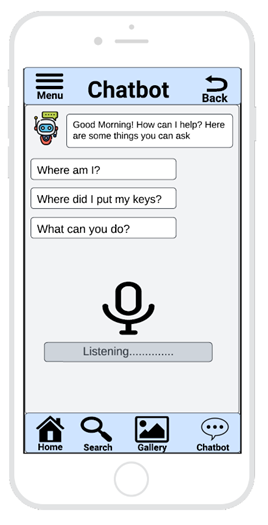 Menu
Chatbot
Back
Good Morning! How can I help? Here
are some things you can ask
Where am I?
Where did I put my keys?
What can you do?
Listening..............
Home
Search
Gallery
Chatbot